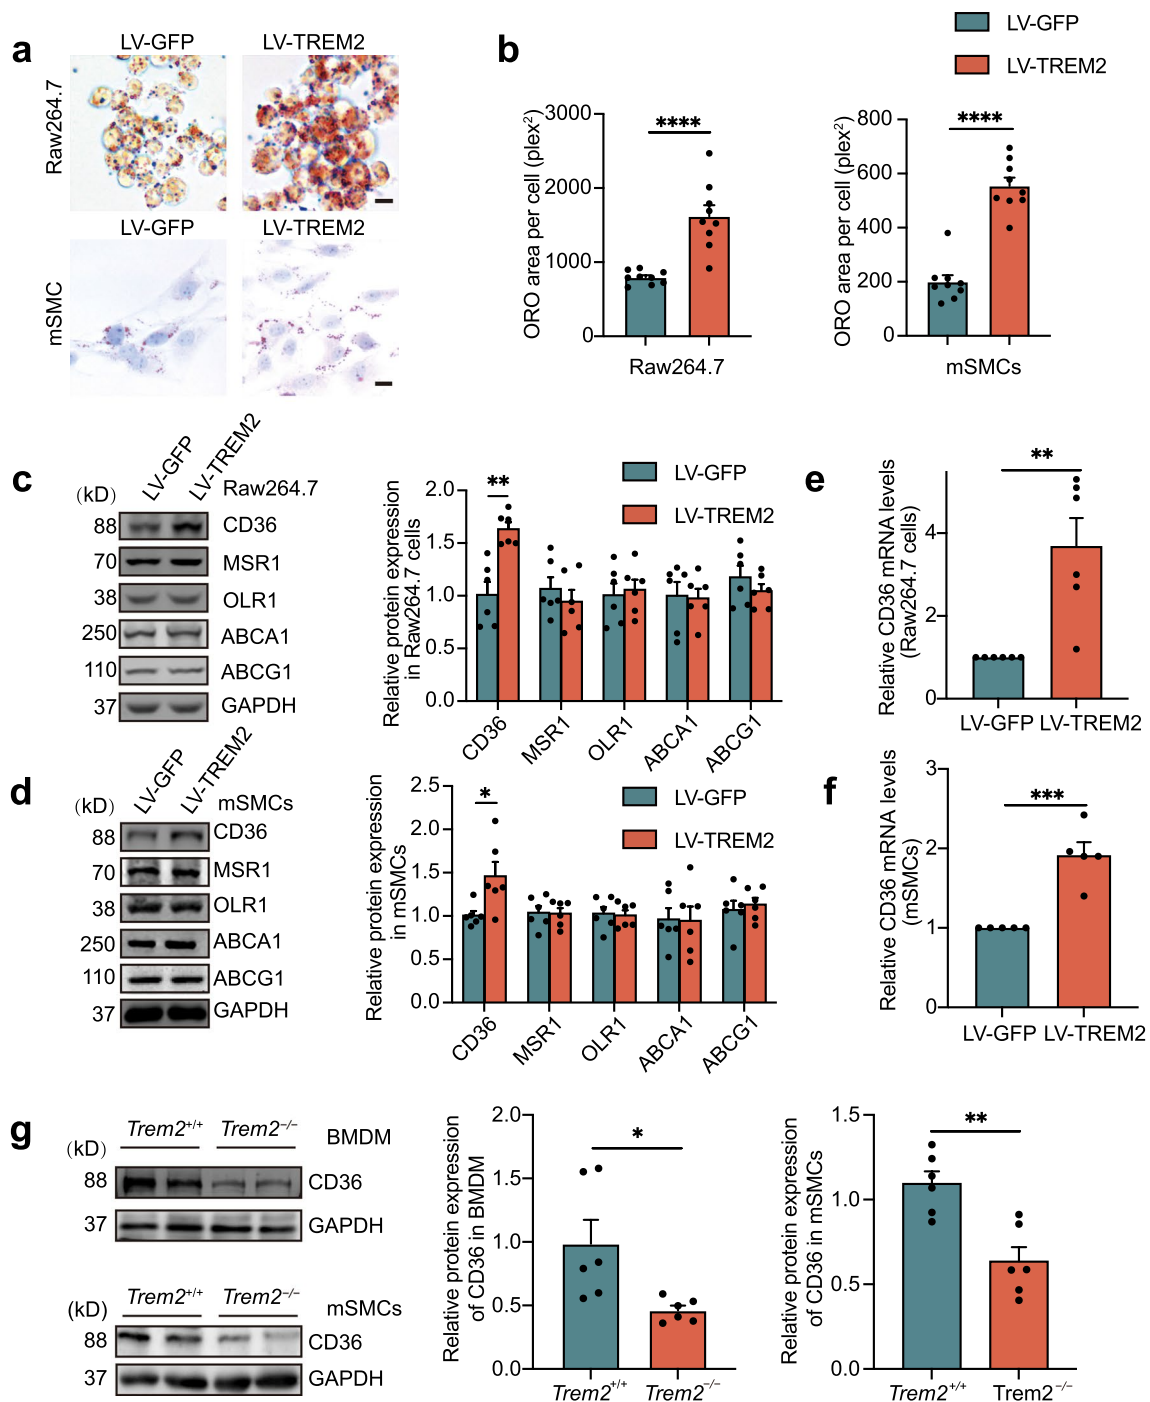 a
LV-GFP
LV-TREM2
Raw264.7
LV-GFP
LV-TREM2
mSMC
b
LV-GFP
LV-TREM2
ORO area per cell (plex²)
3000
2000
1000
0
****
Raw264.7
ORO area per cell (plex²)
800
600
400
200
0
****
mSMCs
c
(kD)
LV-GFP
LV-TREM2
Raw264.7
88 CD36
70 MSR1
38 OLR1
250 ABCA1
110 ABCG1
37 GAPDH
Relative protein expression
in Raw264.7 cells
2.0
1.5
1.0
0.5
0.0
**
LV-GFP
LV-TREM2
CD36
MSR1
OLR1
ABCA1
ABCG1
e
Relative CD36 mRNA levels
(Raw264.7 cells)
4
2
0
**
LV-GFP LV-TREM2
d
(kD)
LV-GFP
LV-TREM2
mSMCs
88 CD36
70 MSR1
38 OLR1
250 ABCA1
110 ABCG1
37 GAPDH
Relative protein expression
in mSMCs
2.5
2.0
1.5
1.0
0.5
0.0
*
LV-GFP
LV-TREM2
CD36
MSR1
OLR1
ABCA1
ABCG1
f
Relative CD36 mRNA levels
(mSMCs)
3
2
1
0
***
LV-GFP LV-TREM2
g
(kD)
Trem2+/+ Trem2−/− BMDM
88 CD36
37 GAPDH
(kD)
Trem2+/+ Trem2−/− mSMCs
88 CD36
37 GAPDH
Relative protein expression
of CD36 in BMDM
2.0
1.5
1.0
0.5
0.0
*
Trem2+/+ Trem2−/−
Relative protein expression
of CD36 in mSMCs
1.5
1.0
0.5
0.0
**
Trem2+/+ Trem2−/−